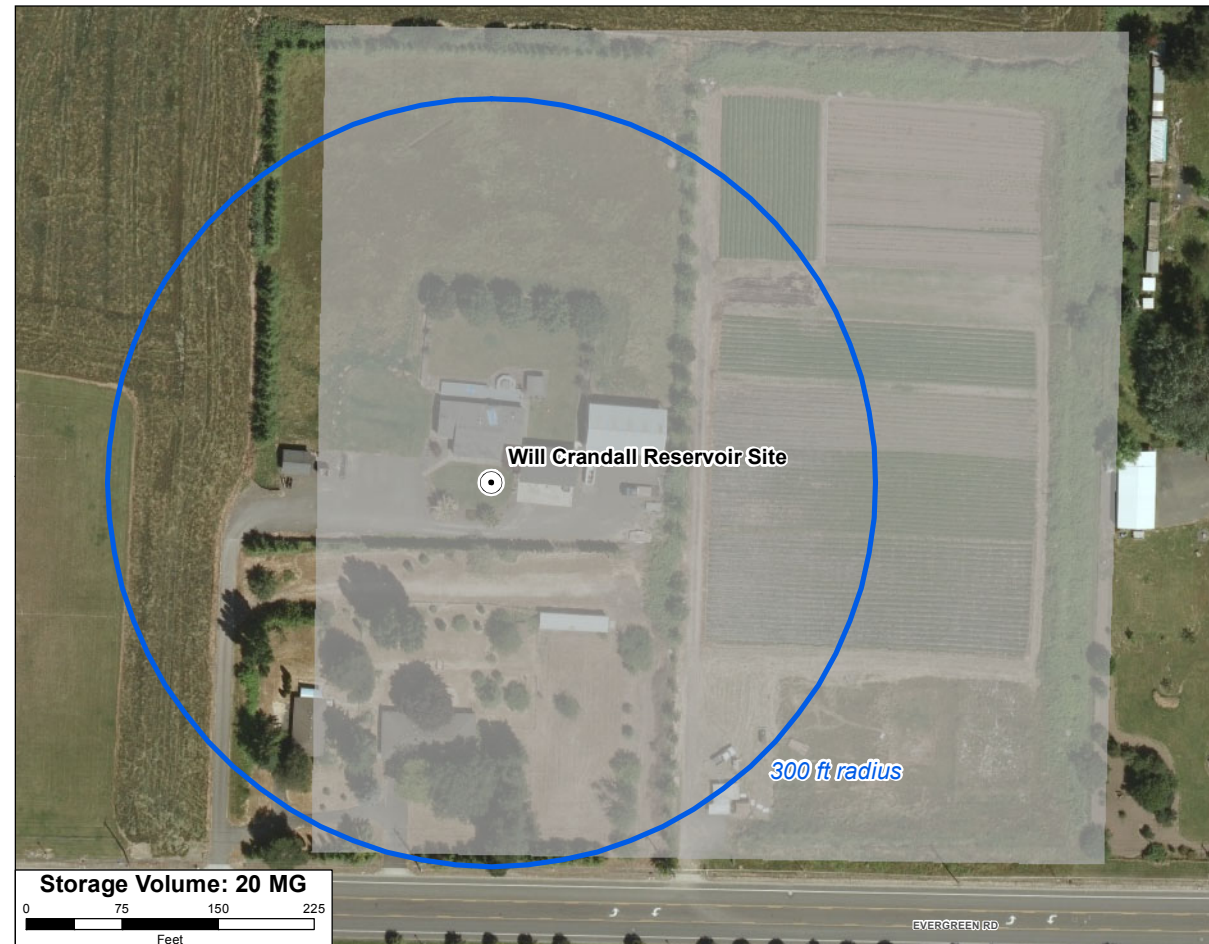 Will Crandall Reservoir Site
300 ft radius
Storage Volume: 20 MG
0 75 150 225
Feet
EVERGREEN RD